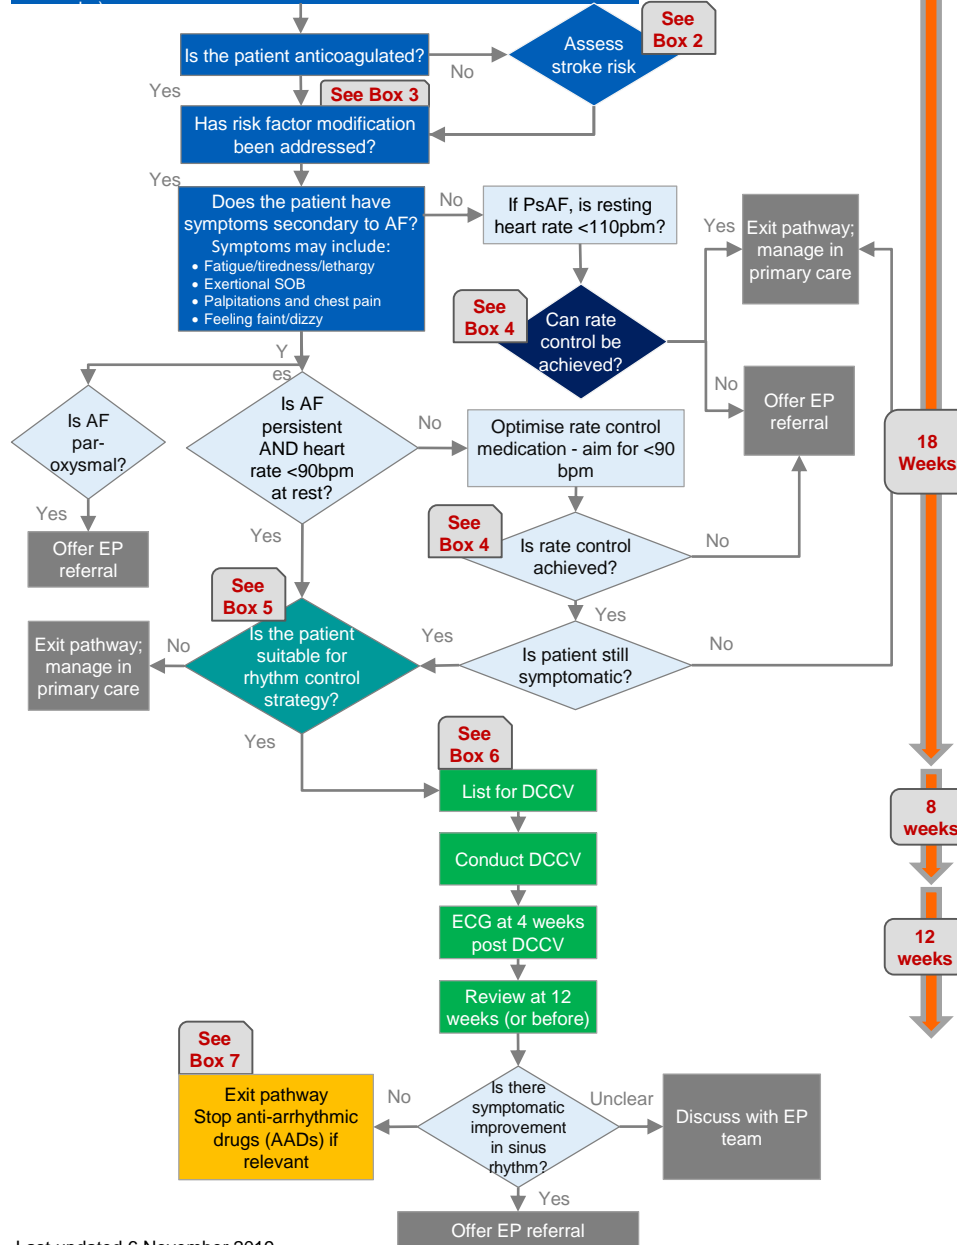 Is the patient anticoagulated?
No
Assess
stroke risk
See
Box 2
Yes
See Box 3
Has risk factor modification
been addressed?
Yes
Does the patient have
symptoms secondary to AF?
Symptoms may include:
• Fatigue/tiredness/lethargy
• Exertional SOB
• Palpitations and chest pain
• Feeling faint/dizzy
No
If PsAF, is resting
heart rate <110pbm?
Yes
Exit pathway;
manage in
primary care
See
Box 4
Can rate
control be
achieved?
No
Offer EP
referral
Y
es
Is AF
par-
oxysmal?
Yes
Offer EP
referral
Is AF
persistent
AND heart
rate <90bpm
at rest?
No
Optimise rate control
medication - aim for <90
bpm
Yes
See
Box 4
Is rate control
achieved?
No
Yes
Is patient still
symptomatic?
No
Yes
See
Box 5
Is the patient
suitable for
rhythm control
strategy?
No
Exit pathway;
manage in
primary care
Yes
See
Box 6
List for DCCV
Conduct DCCV
ECG at 4 weeks
post DCCV
Review at 12
weeks (or before)
Is there
symptomatic
improvement
in sinus
rhythm?
No
See
Box 7
Exit pathway
Stop anti-arrhythmic
drugs (AADs) if
relevant
Unclear
Discuss with EP
team
Yes
Offer EP referral
18
Weeks
8
weeks
12
weeks